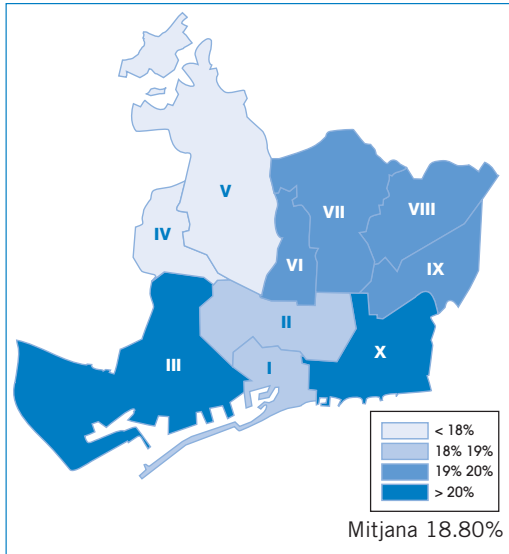 V
VII
VIII
IV
VI
IX
II
III
I
X
< 18%
18% 19%
19% 20%
> 20%
Mitjana 18.80%